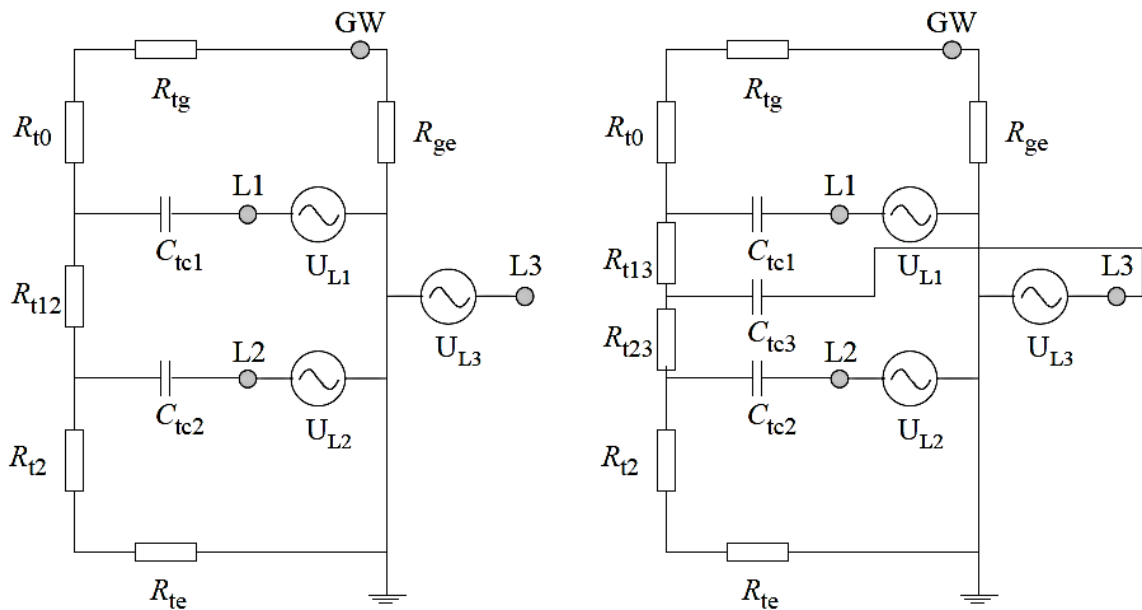 GW
R_tg
R_t0
R_ge
L1
C_tc1
U_L1
R_t12
L3
U_L3
L2
C_tc2
U_L2
R_t2
R_te
GW
R_tg
R_t0
R_ge
L1
C_tc1
U_L1
R_t13
L3
C_tc3
U_L3
R_t23
L2
C_tc2
U_L2
R_t2
R_te